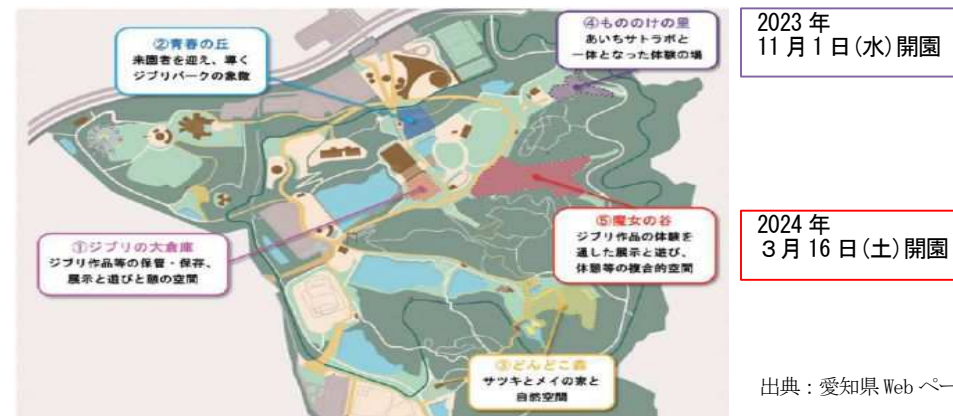 ②青春の丘
来園者を迎え、導く
ジブリパークの象徴
④もののけの里
あいちサトラボと
一体となった体験の場
2023 年
11 月 1 日(水)開園
①ジブリの大倉庫
ジブリ作品等の保管・保存、
展示と遊びと憩の空間
⑤魔女の谷
ジブリ作品の体験を
通した展示と遊び、
休憩等の複合的空間
2024 年
３月 16 日(土)開園
③どんどこ森
サツキとメイの家と
自然空間
出典：愛知県 Web ペー